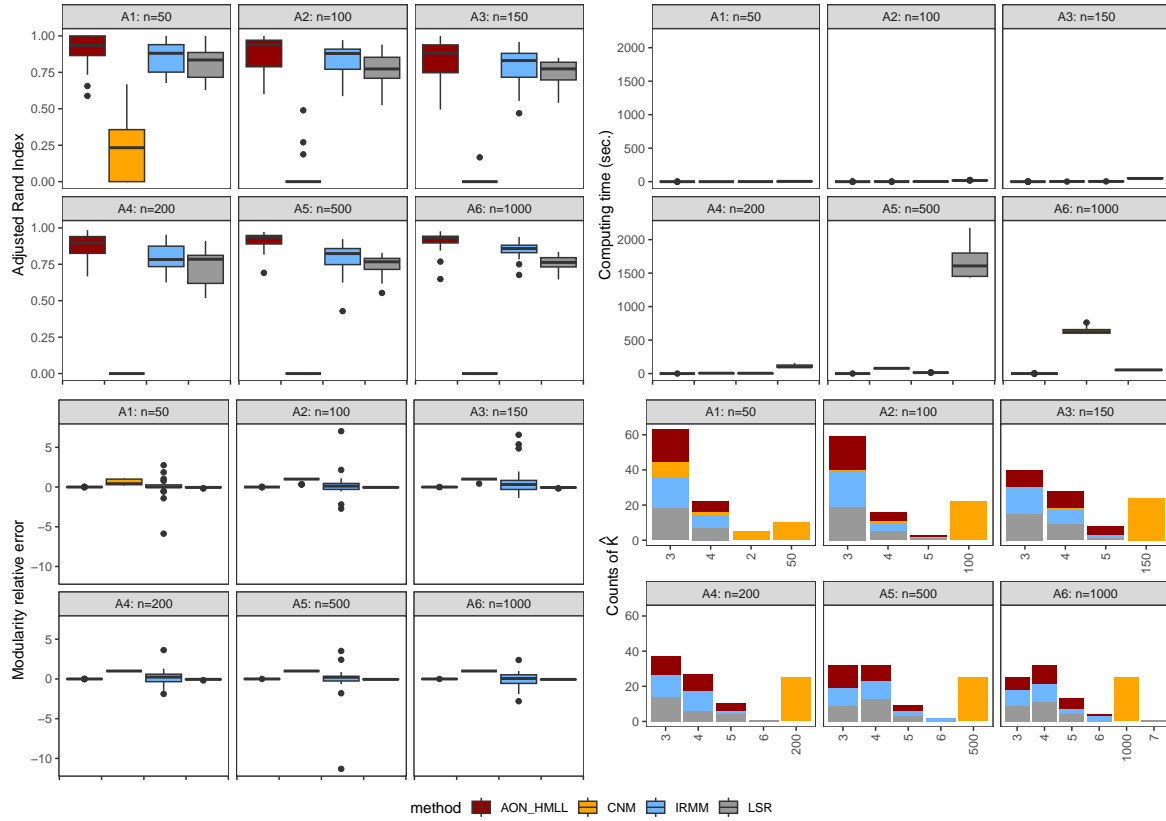 A1: n=50
A2: n=100
A3: n=150
1.00
0.75
0.50
0.25
0.00
A4: n=200
A5: n=500
A6: n=1000
1.00
0.75
0.50
0.25
0.00
Adjusted Rand Index
A1: n=50
A2: n=100
A3: n=150
2000
1500
1000
500
0
A4: n=200
A5: n=500
A6: n=1000
2000
1500
1000
500
0
Computing time (sec.)
A1: n=50
A2: n=100
A3: n=150
5
0
−5
−10
A4: n=200
A5: n=500
A6: n=1000
5
0
−5
−10
Modularity relative error
A1: n=50
A2: n=100
A3: n=150
60
40
20
0
3 4 2 50
3 4 5 100
3 4 5 150
A4: n=200
A5: n=500
A6: n=1000
60
40
20
0
3 4 5 6 200
3 4 5 6 500
3 4 5 6 1000 7
Counts of K̂
method AON_HMLL CNM IRMM LSR